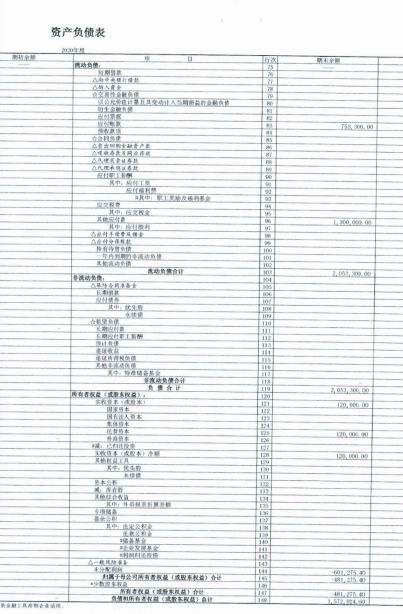 资产负债表
2020年度
期初金额 项 目 行次 期末金额
流动负债： 75
短期借款 76
△向中央银行借款 77
△拆入资金 78
☆交易性金融负债 79
以公允价值计量且其变动计入当期损益的金融负债 80
衍生金融负债 81
应付票据 82
应付账款 83 753,300.00
预收款项 84
☆合同负债 85
△卖出回购金融资产款 86
△吸收存款及同业存放 87
△代理买卖证券款 88
△代理承销证券款 89
应付职工薪酬 90
其中：应付工资 91
应付福利费 92
#其中：职工奖励及福利基金 93
应交税费 94
其中：应交税金 95
其他应付款 96 1,300,000.00
其中：应付股利 97
△应付手续费及佣金 98
△应付分保账款 99
持有待售负债 100
一年内到期的非流动负债 101
其他流动负债 102
流动负债合计 103 2,053,300.00
非流动负债： 104
△保险合同准备金 105
长期借款 106
应付债券 107
其中：优先股 108
永续债 109
☆租赁负债 110
长期应付款 111
长期应付职工薪酬 112
预计负债 113
递延收益 114
递延所得税负债 115
其他非流动负债 116
其中：特准储备基金 117
非流动负债合计 118
负 债 合 计 119 2,053,300.00
所有者权益（或股东权益）： 120
实收资本（或股本） 121 120,000.00
国家资本 122
国有法人资本 123
集体资本 124
民营资本 125 120,000.00
外商资本 126
#减：已归还投资 127
实收资本（或股本）净额 128 120,000.00
其他权益工具 129
其中：优先股 130
永续债 131
资本公积 132
减：库存股 133
其他综合收益 134
其中：外币报表折算差额 135
专项储备 136
盈余公积 137
其中：法定公积金 138
任意公积金 139
#储备基金 140
#企业发展基金 141
#利润归还投资 142
△一般风险准备 143
未分配利润 144 -601,275.40
归属于母公司所有者权益（或股东权益）合计 145 -481,275.40
*少数股东权益 146
所有者权益（或股东权益）合计 147 -481,275.40
负债和所有者权益（或股东权益）总计 148 1,572,024.60
新金融工具准则企业适用。